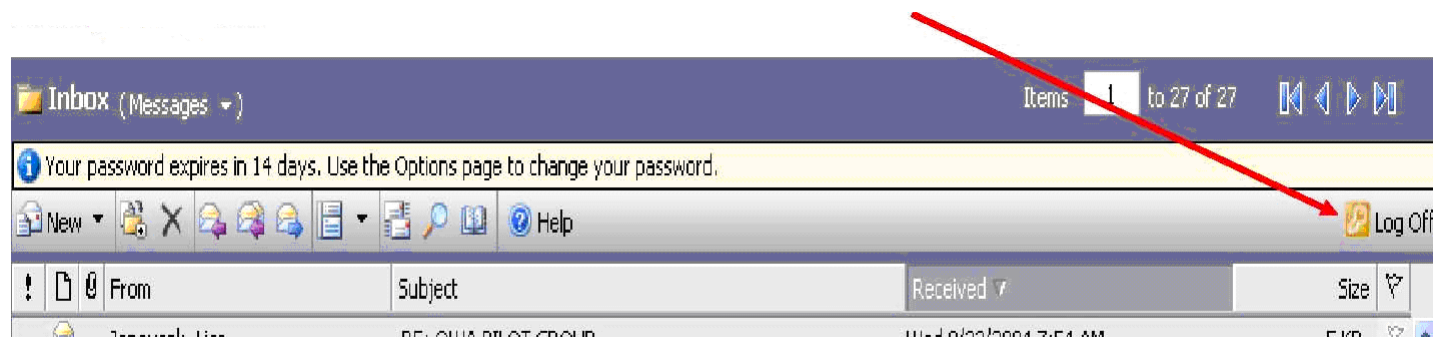 Inbox (Messages ▾) Items 1 to 27 of 27
Your password expires in 14 days. Use the Options page to change your password.
New Help Log Off
! From Subject Received Size